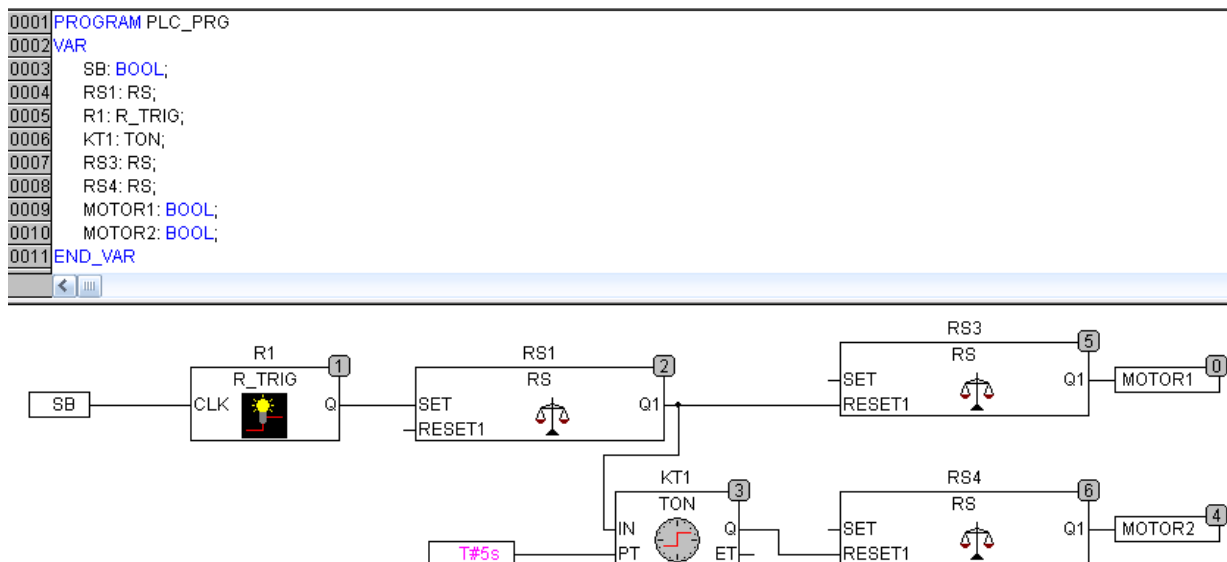 0001 PROGRAM PLC_PRG
0002 VAR
0003 SB: BOOL;
0004 RS1: RS;
0005 R1: R_TRIG;
0006 KT1: TON;
0007 RS3: RS;
0008 RS4: RS;
0009 MOTOR1: BOOL;
0010 MOTOR2: BOOL;
0011 END_VAR
RS3
5
RS
SET
Q1
MOTOR1
0
RESET1
R1
1
R_TRIG
SB
CLK
Q
RS1
2
RS
SET
Q1
RESET1
KT1
3
TON
IN
Q
T#5s
PT
ET
RS4
6
RS
SET
Q1
MOTOR2
4
RESET1